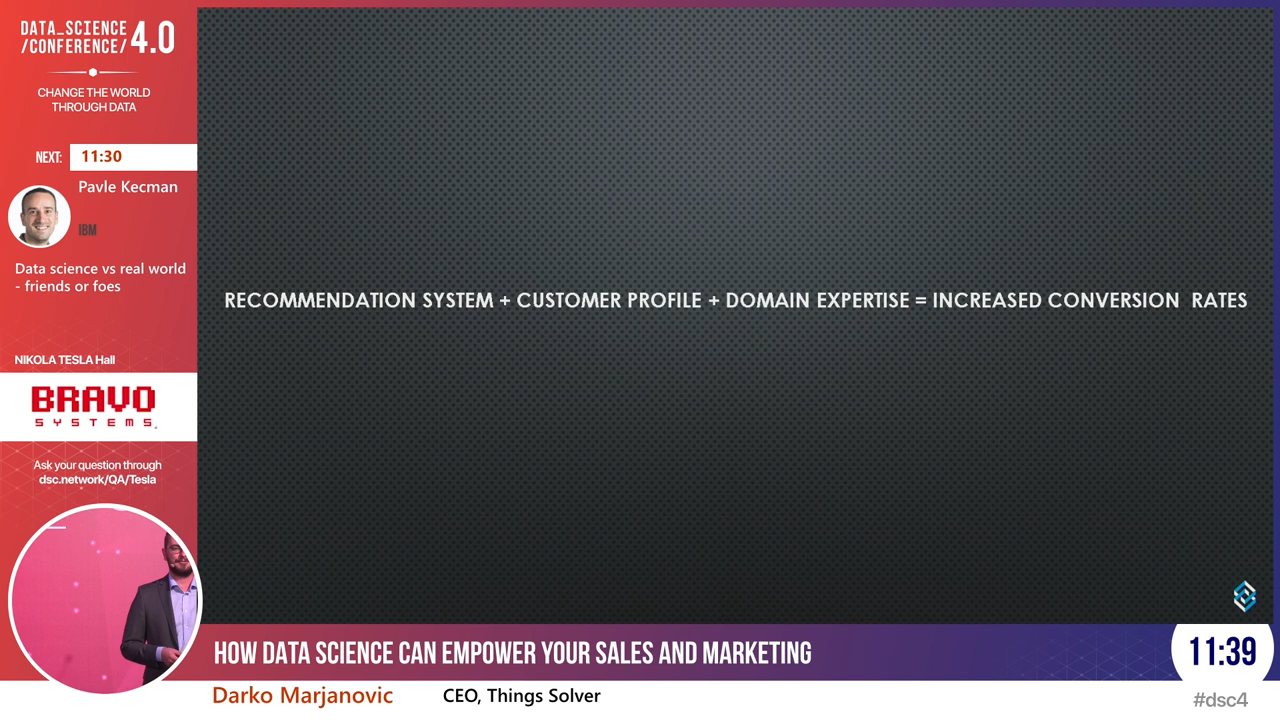 DATA_SCIENCE
/CONFERENCE/ 4.0
CHANGE THE WORLD
THROUGH DATA
NEXT: 11:30
Pavle Kecman
IBM
Data science vs real world
- friends or foes
NIKOLA TESLA Hall
BRAVO
SYSTEMS
Ask your question through
dsc.network/QA/Tesla
RECOMMENDATION SYSTEM + CUSTOMER PROFILE + DOMAIN EXPERTISE = INCREASED CONVERSION RATES
HOW DATA SCIENCE CAN EMPOWER YOUR SALES AND MARKETING
11:39
Darko Marjanovic CEO, Things Solver
#dsc4